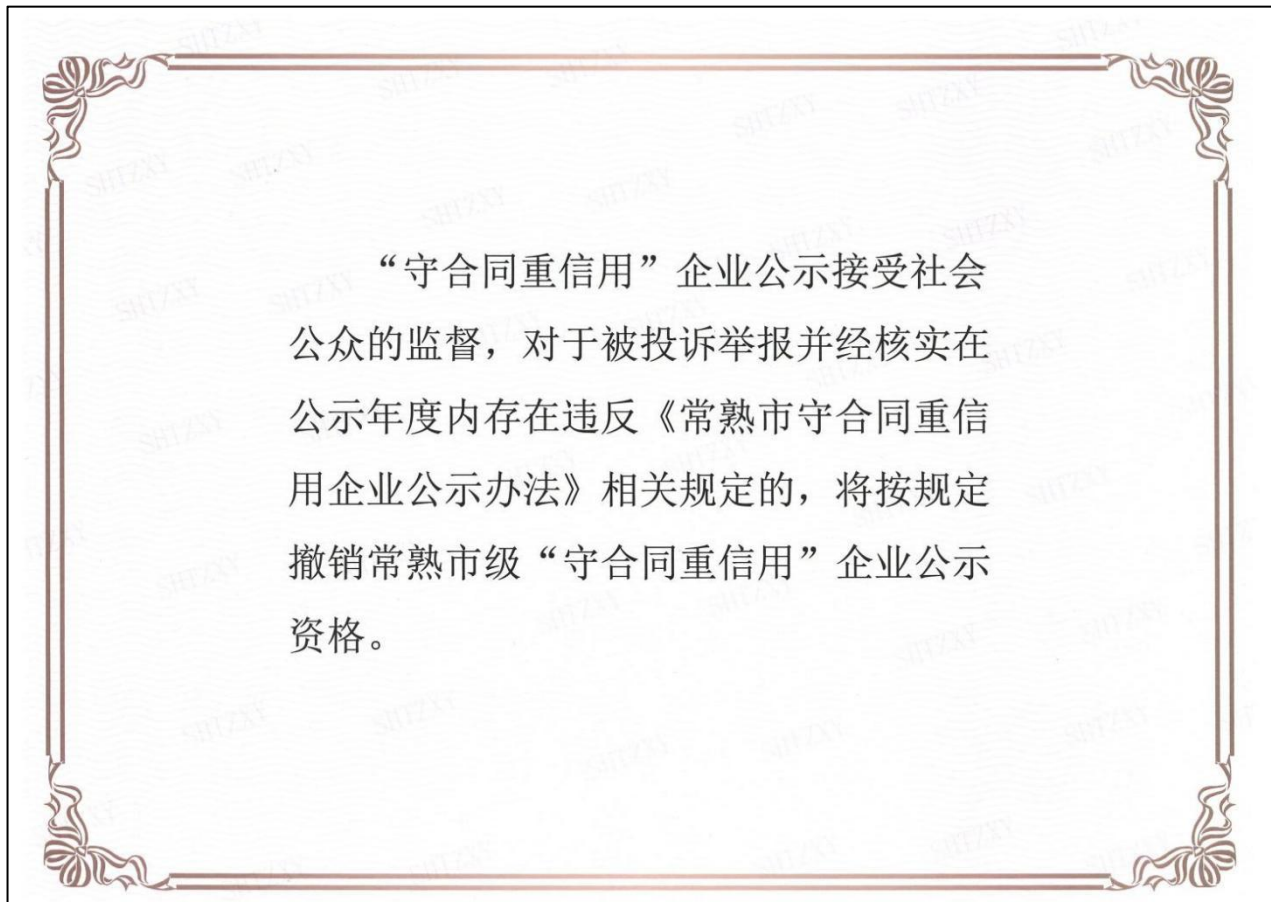 “守合同重信用”企业公示接受社会
公众的监督，对于被投诉举报并经核实在
公示年度内存在违反《常熟市守合同重信
用企业公示办法》相关规定的，将按规定
撤销常熟市级“守合同重信用”企业公示
资格。